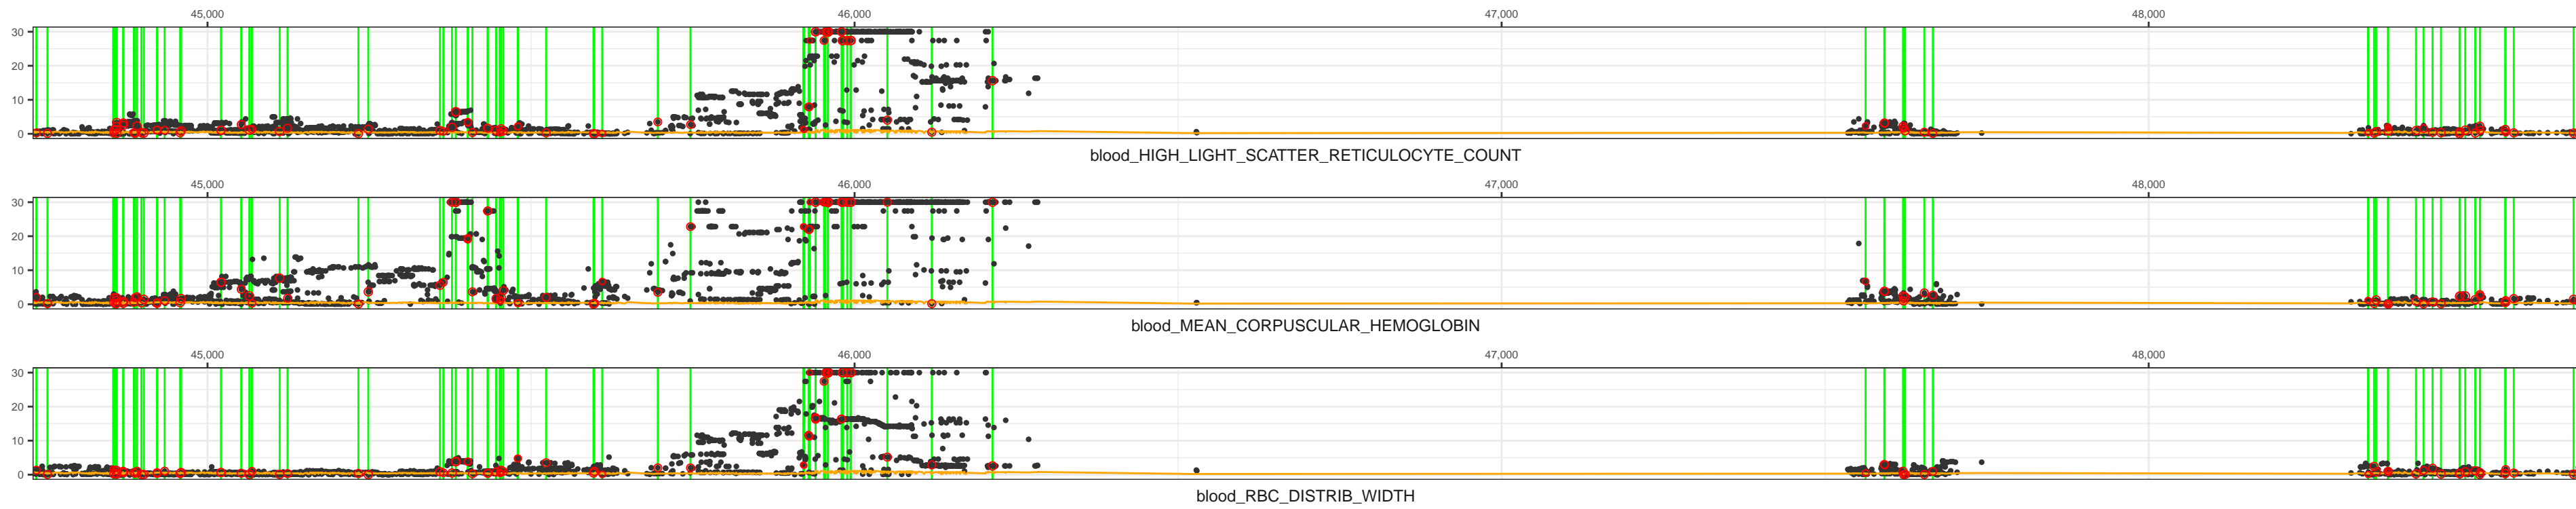 45,000 46,000 47,000 48,000
30
20
10
0
blood_HIGH_LIGHT_SCATTER_RETICULOCYTE_COUNT
45,000 46,000 47,000 48,000
30
20
10
0
blood_MEAN_CORPUSCULAR_HEMOGLOBIN
45,000 46,000 47,000 48,000
30
20
10
0
blood_RBC_DISTRIB_WIDTH